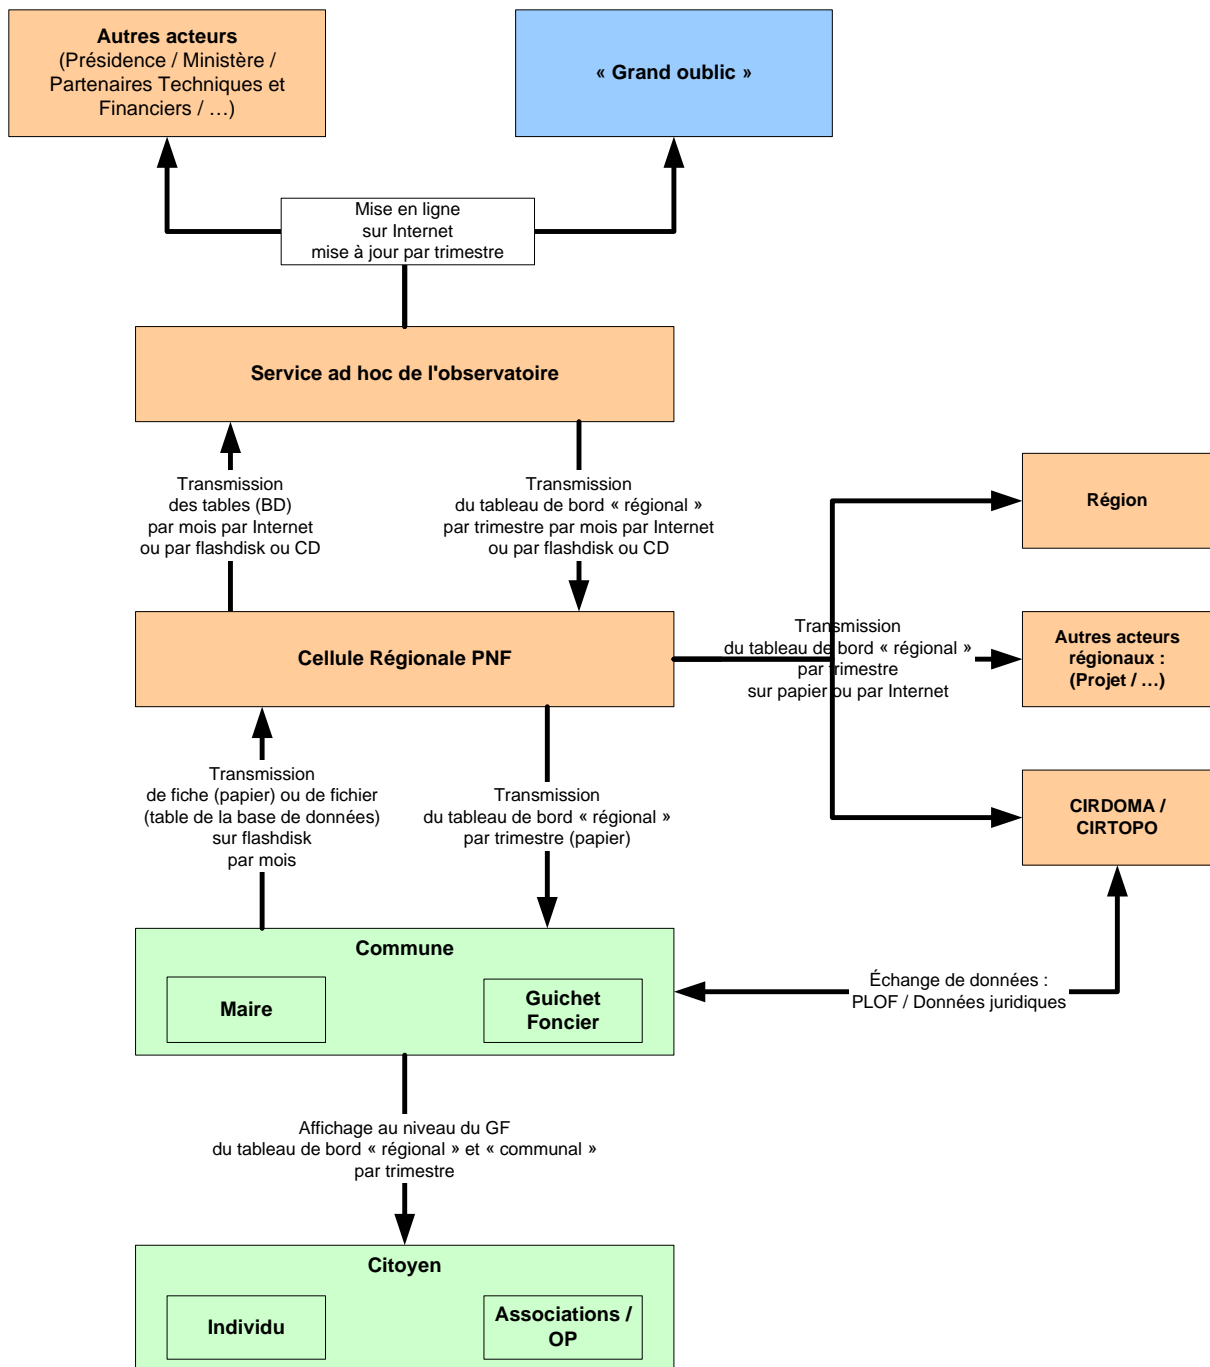 Autres acteurs
(Présidence / Ministère /
Partenaires Techniques et
Financiers / …)
« Grand oublic »
Mise en ligne
sur Internet
mise à jour par trimestre
Service ad hoc de l'observatoire
Transmission
des tables (BD)
par mois par Internet
ou par flashdisk ou CD
Transmission
du tableau de bord « régional »
par trimestre par mois par Internet
ou par flashdisk ou CD
Région
Cellule Régionale PNF
Transmission
du tableau de bord « régional »
par trimestre
sur papier ou par Internet
Autres acteurs
régionaux :
(Projet / …)
Transmission
de fiche (papier) ou de fichier
(table de la base de données)
sur flashdisk
par mois
Transmission
du tableau de bord « régional »
par trimestre (papier)
CIRDOMA /
CIRTOPO
Commune
Maire
Guichet
Foncier
Échange de données :
PLOF / Données juridiques
Affichage au niveau du GF
du tableau de bord « régional » et « communal »
par trimestre
Citoyen
Individu
Associations /
OP